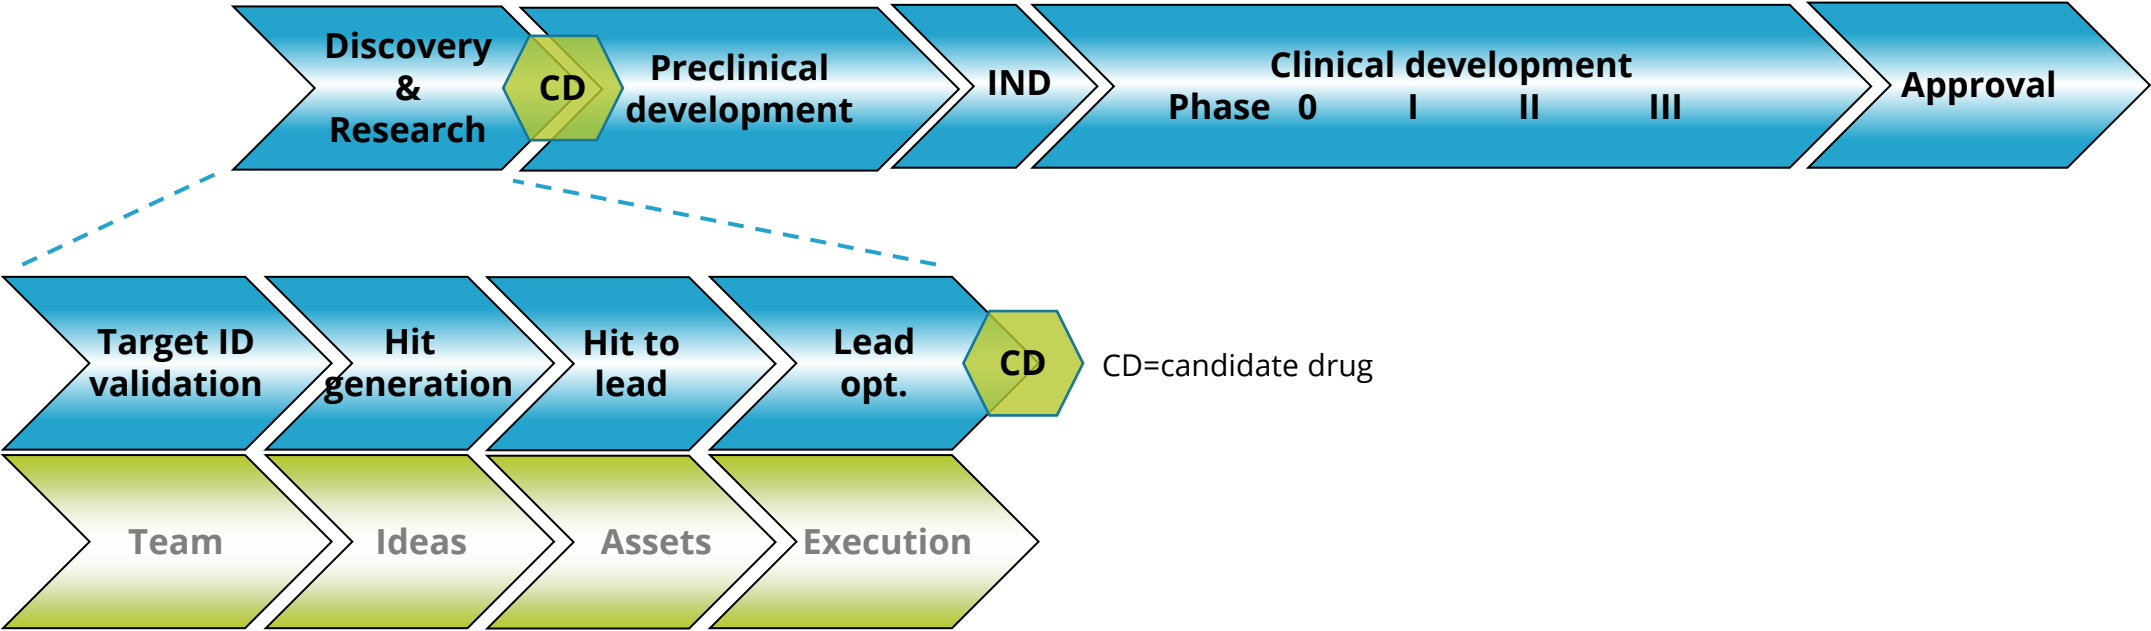 Discovery
&
Research
CD
Preclinical
development
IND
Clinical development
Phase 0 I II III
Approval
Target ID
validation
Hit
generation
Hit to
lead
Lead
opt.
CD
CD=candidate drug
Team
Ideas
Assets
Execution